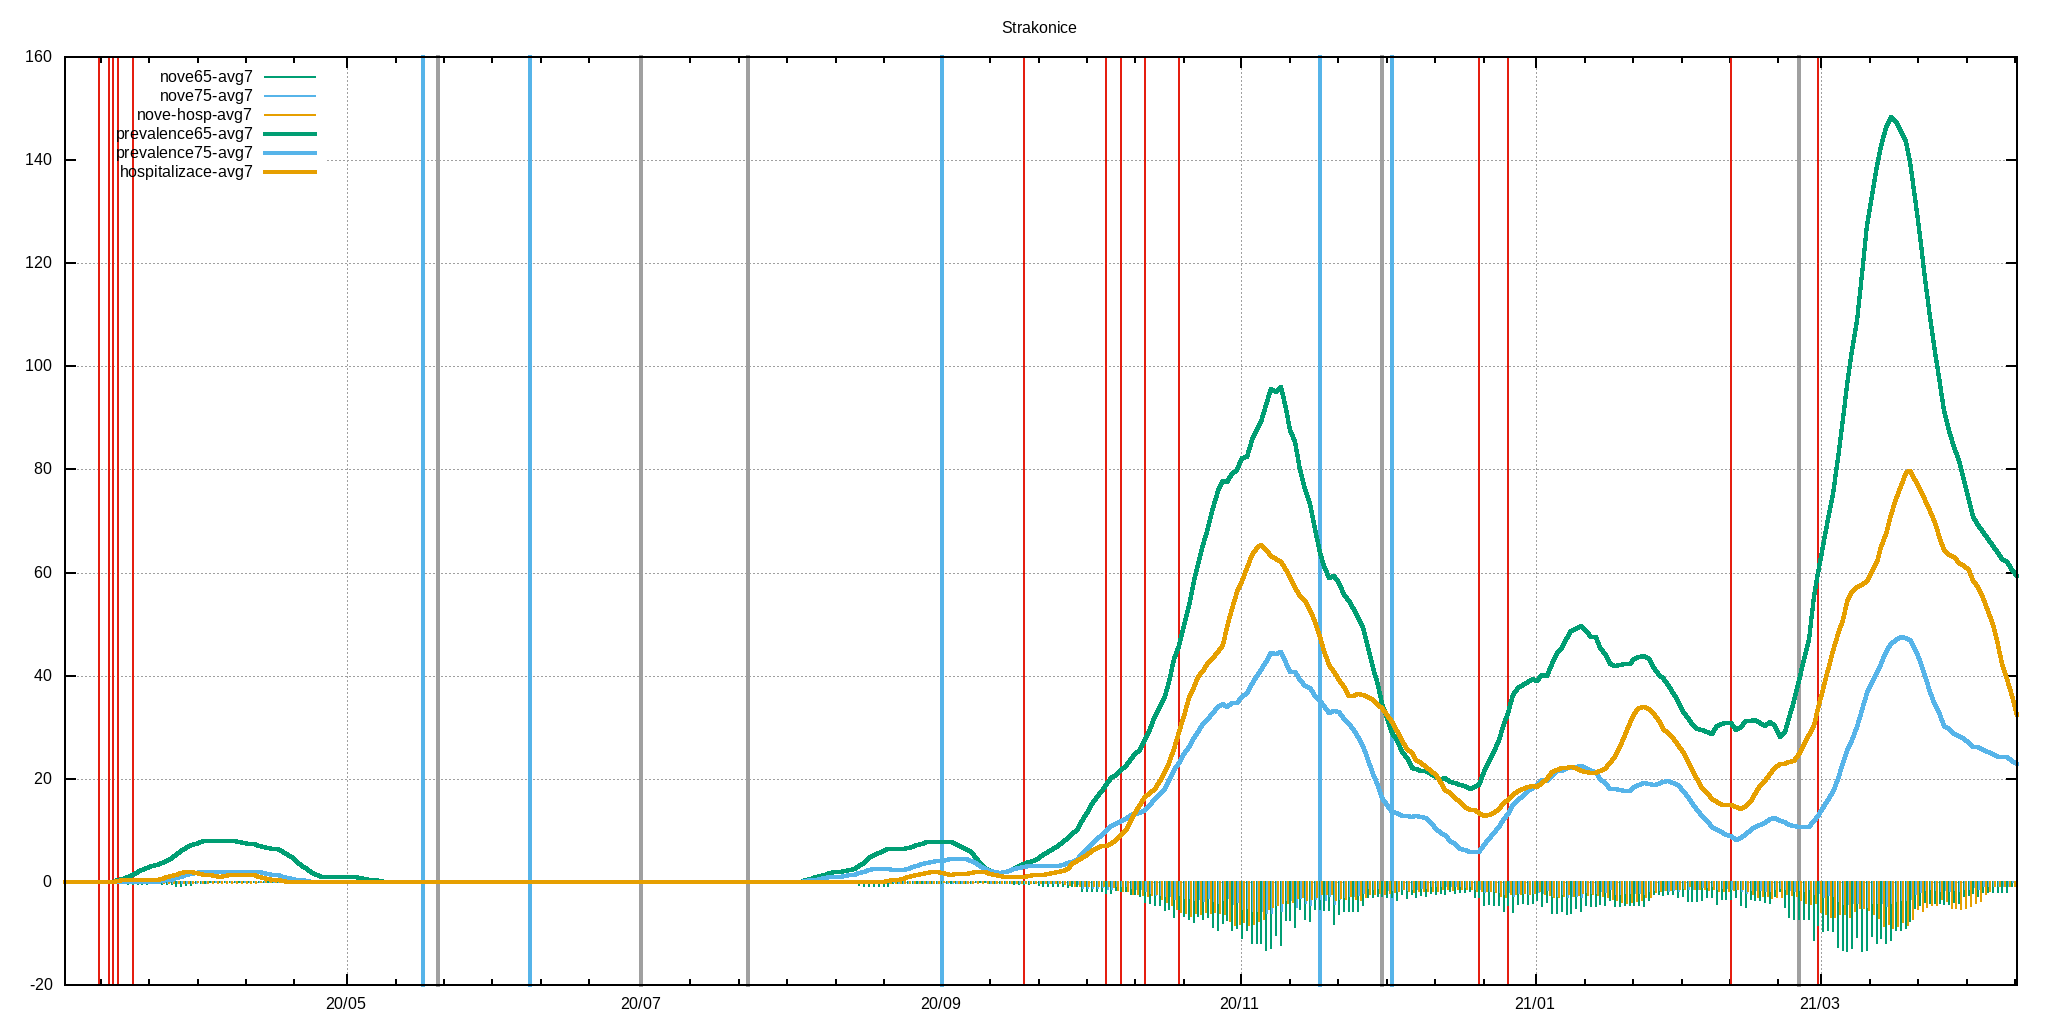 Strakonice
160
140
120
100
80
60
40
20
0
-20
nove65-avg7
nove75-avg7
nove-hosp-avg7
prevalence65-avg7
prevalence75-avg7
hospitalizace-avg7
20/05 20/07 20/09 20/11 21/01 21/03